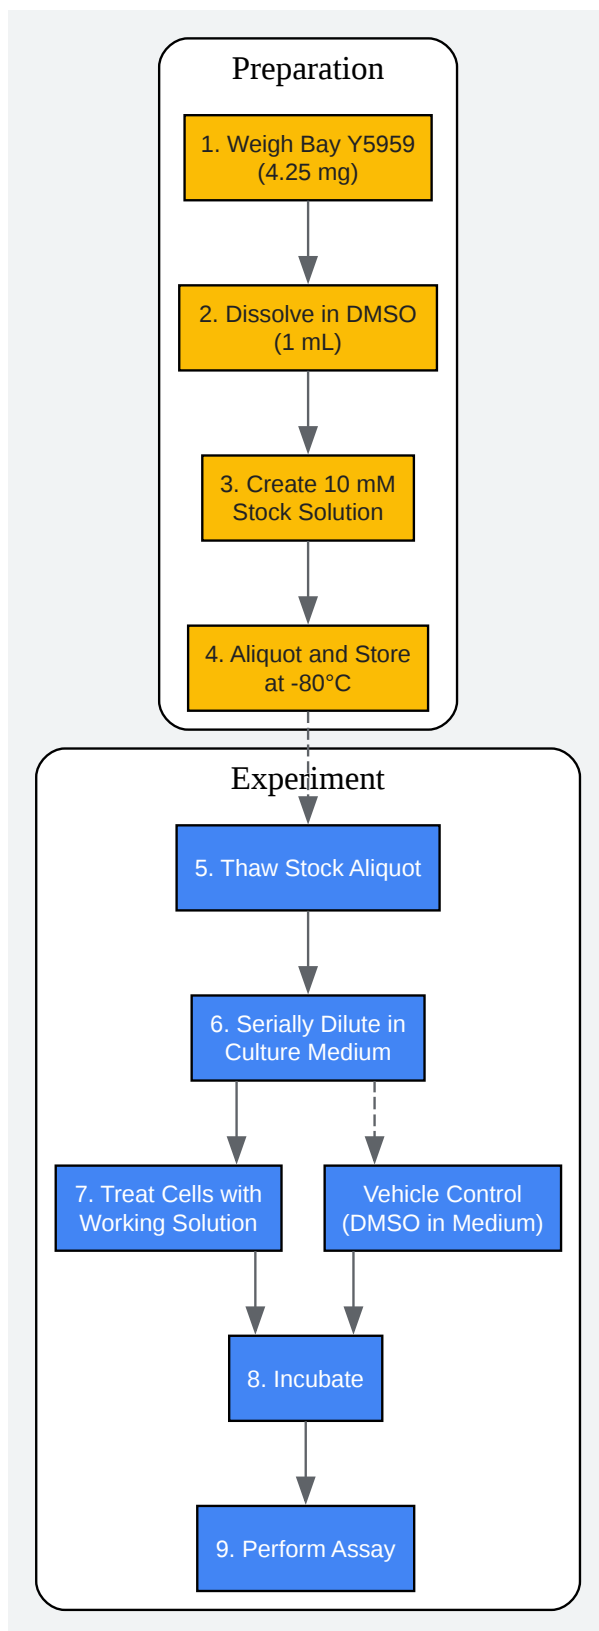 Preparation
1. Weigh Bay Y5959
(4.25 mg)
2. Dissolve in DMSO
(1 mL)
3. Create 10 mM
Stock Solution
4. Aliquot and Store
at -80°C
Experiment
5. Thaw Stock Aliquot
6. Serially Dilute in
Culture Medium
7. Treat Cells with
Working Solution
Vehicle Control
(DMSO in Medium)
8. Incubate
9. Perform Assay